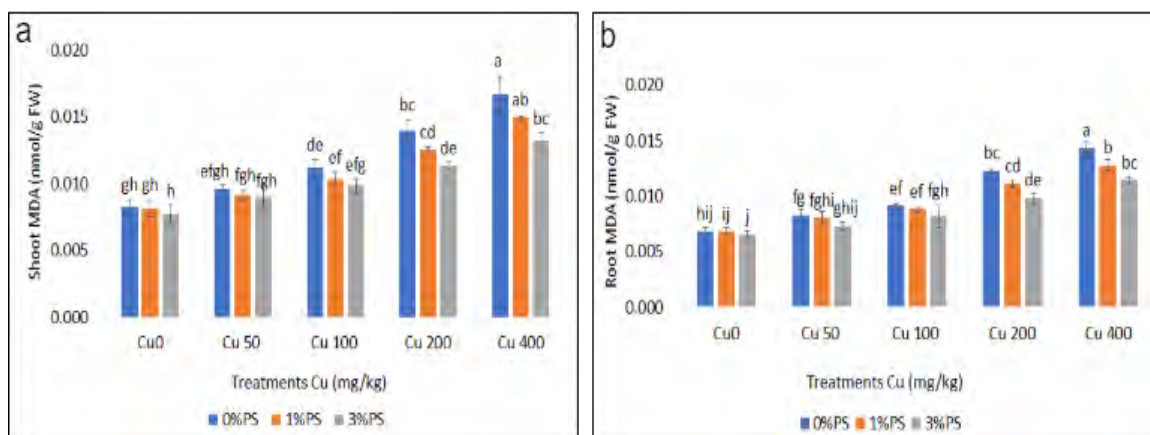 a
0.020
0.015
0.010
0.005
0.000
Shoot MDA (nmol/g FW)
gh gh h
efgh fgh fgh
de ef efg
bc cd de
a ab bc
Cu0 Cu 50 Cu 100 Cu 200 Cu 400
Treatments Cu (mg/kg)
0%PS 1%PS 3%PS
b
0.020
0.015
0.010
0.005
0.000
Root MDA (nmol/g FW)
hij ij j
fg fghi ghij
ef ef fgh
bc cd de
a b bc
Cu0 Cu 50 Cu 100 Cu 200 Cu 400
Treatments Cu (mg/kg)
0%PS 1%PS 3%PS